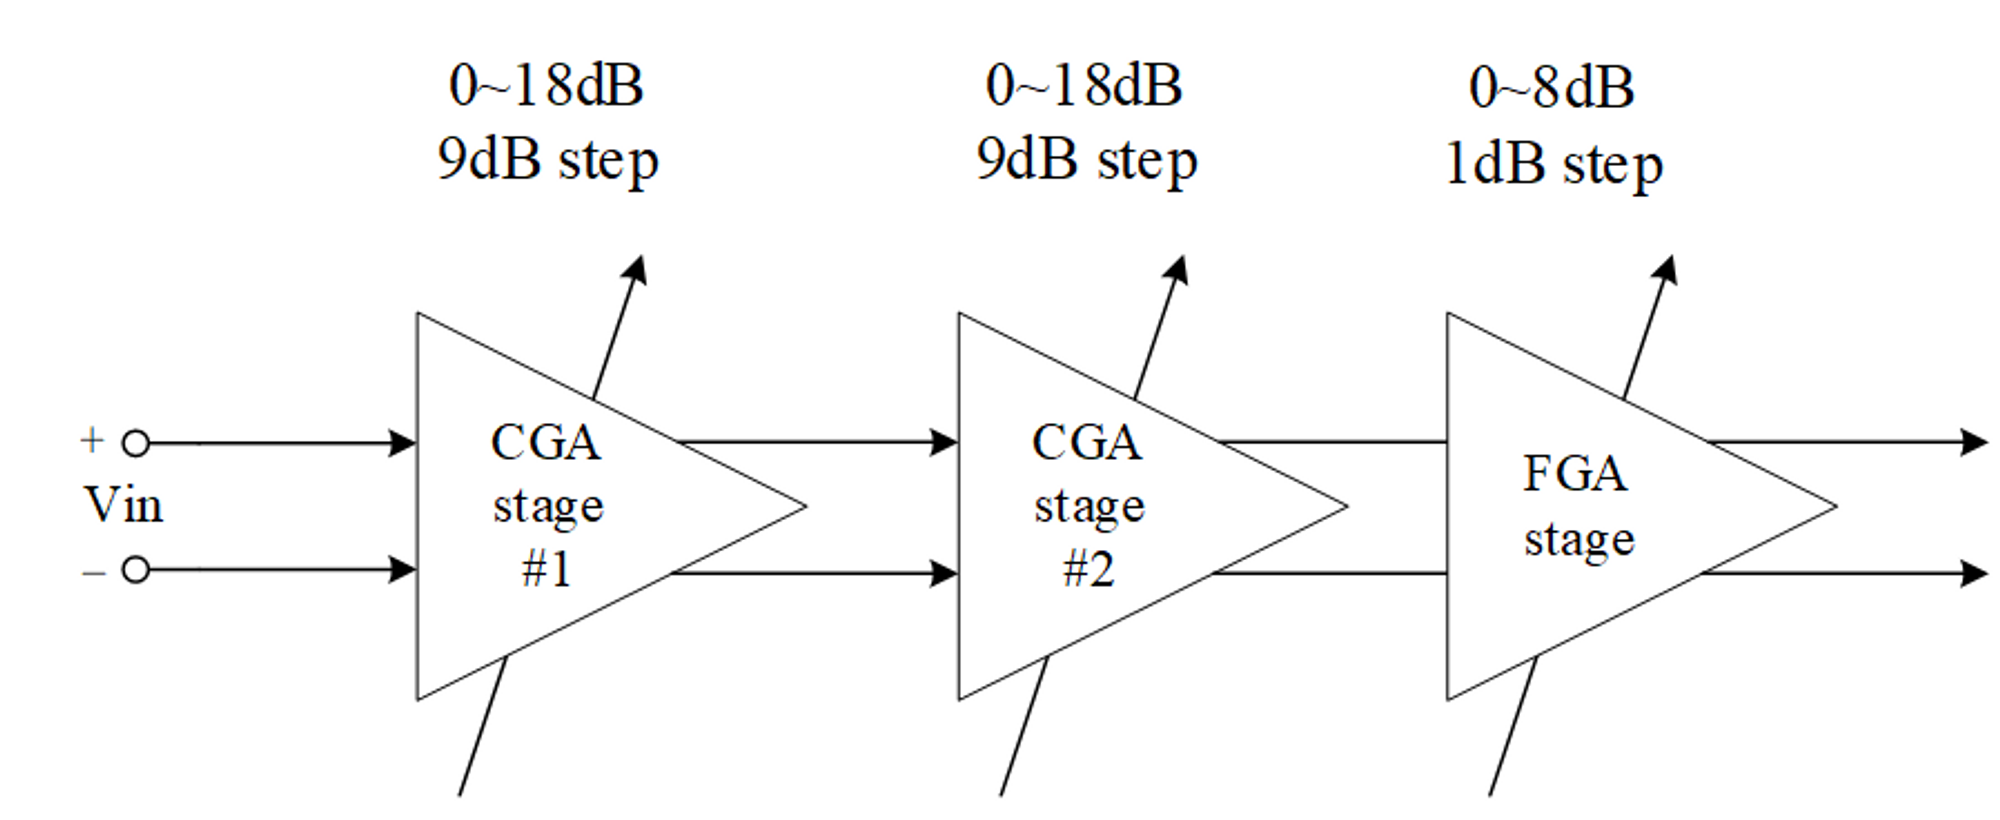 0~18dB
9dB step
0~18dB
9dB step
0~8dB
1dB step
+
Vin
–
CGA
stage
#1
CGA
stage
#2
FGA
stage